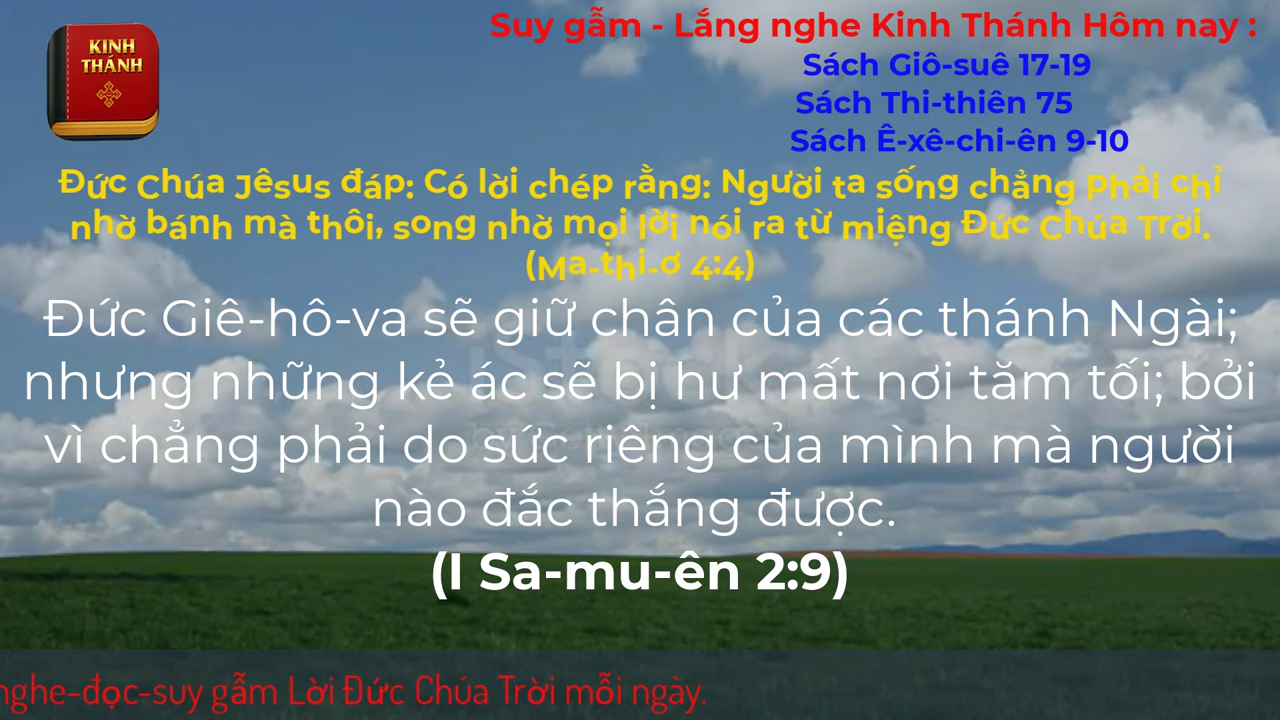 KINH
THÁNH
Suy gẫm - Lắng nghe Kinh Thánh Hôm nay :
Sách Giô-suê 17-19
Sách Thi-thiên 75
Sách Ê-xê-chi-ên 9-10
Đức Chúa Jêsus đáp: Có lời chép rằng: Người ta sống chẳng phải chỉ
nhờ bánh mà thôi, song nhờ mọi lời nói ra từ miệng Đức Chúa Trời.
(Ma-thi-ơ 4:4)
Đức Giê-hô-va sẽ giữ chân của các thánh Ngài;
nhưng những kẻ ác sẽ bị hư mất nơi tăm tối; bởi
vì chẳng phải do sức riêng của mình mà người
nào đắc thắng được.
(I Sa-mu-ên 2:9)
nghe-đọc-suy gẫm Lời Đức Chúa Trời mỗi ngày.